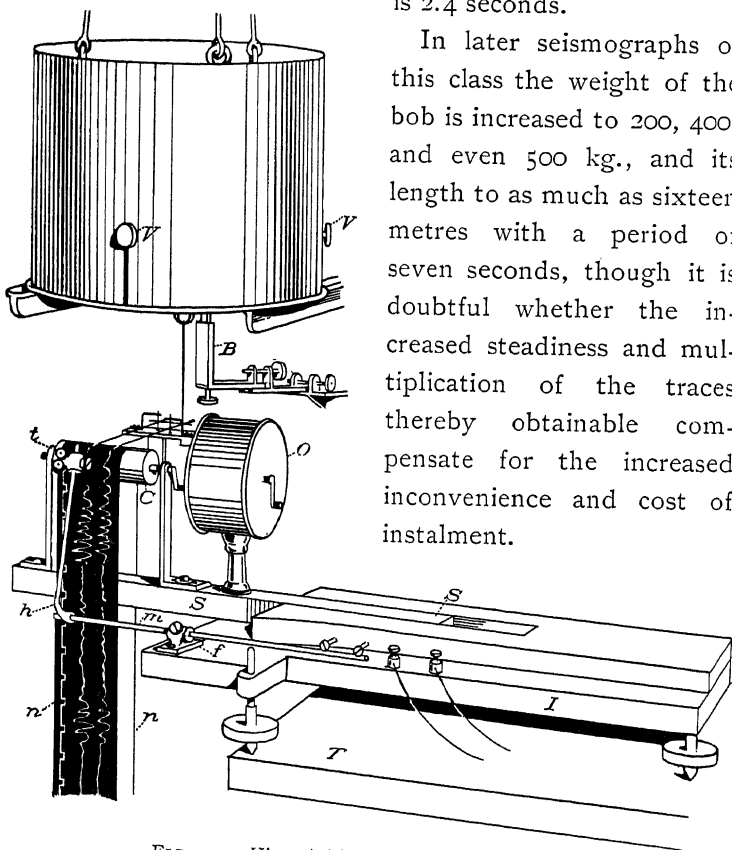 is 2.4 seconds.
In later seismographs o
this class the weight of the
bob is increased to 200, 400
and even 500 kg., and its
length to as much as sixteen
metres with a period of
seven seconds, though it is
doubtful whether the in-
creased steadiness and mul-
tiplication of the traces
thereby obtainable com-
pensate for the increased
inconvenience and cost of
instalment.
V
V
B
t
O
C
S
S
h
m
f
n
n
I
T